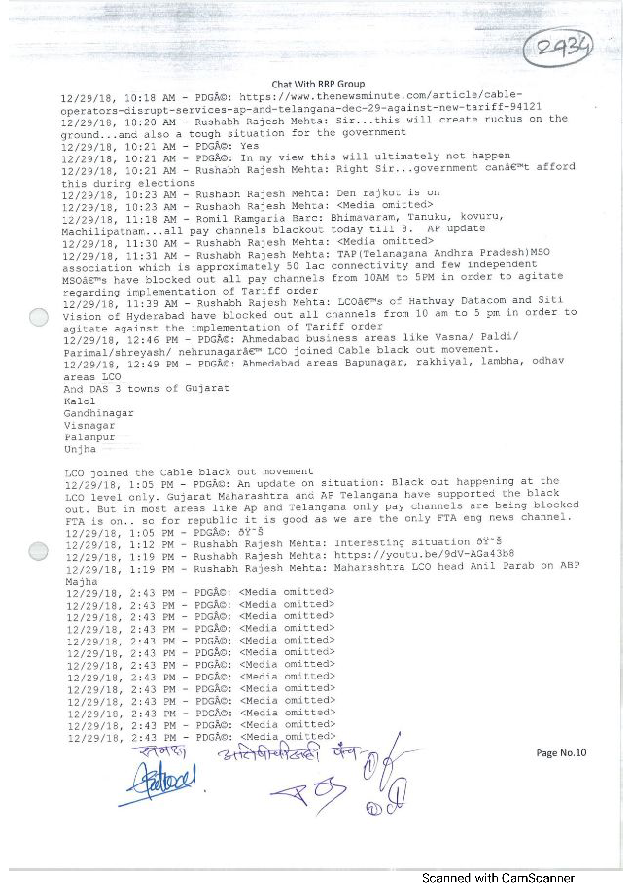 2934
Chat With RRP Group
12/29/18, 10:18 AM - PDGÃ©: https://www.thenewsminute.com/article/cable-
operators-disrupt-services-ap-and-telangana-dec-29-against-new-tariff-94121
12/29/18, 10:20 AM - Rushabh Rajesh Mehta: Sir...this will create ruckus on the
ground...and also a tough situation for the government
12/29/18, 10:21 AM - PDGÃ©: Yes
12/29/18, 10:21 AM - PDGÃ©: In my view this will ultimately not happen
12/29/18, 10:21 AM - Rushabh Rajesh Mehta: Right Sir...government canâ€™t afford
this during elections
12/29/18, 10:23 AM - Rushabh Rajesh Mehta: Den rajkot is on
12/29/18, 10:23 AM - Rushabh Rajesh Mehta: <Media omitted>
12/29/18, 11:18 AM - Romil Ramgaria Barc: Bhimavaram, Tanuku, kovuru,
Machilipatnam...all pay channels blackout today till 8. AP update
12/29/18, 11:30 AM - Rushabh Rajesh Mehta: <Media omitted>
12/29/18, 11:31 AM - Rushabh Rajesh Mehta: TAP(Telanagana Andhra Pradesh)MSO
association which is approximately 50 lac connectivity and few independent
MSOâ€™s have blocked out all pay channels from 10AM to 5PM in order to agitate
regarding implementation of Tariff order
12/29/18, 11:39 AM - Rushabh Rajesh Mehta: LCOâ€™s of Hathway Datacom and Siti
Vision of Hyderabad have blocked out all channels from 10 am to 5 pm in order to
agitate against the implementation of Tariff order
12/29/18, 12:46 PM - PDGÃ©: Ahmedabad business areas like Vasna/ Paldi/
Parimal/shreyash/ nehrunagarâ€™ LCO joined Cable black out movement.
12/29/18, 12:49 PM - PDGÃ©: Ahmedabad areas Bapunagar, rakhiyal, lambha, odhav
areas LCO
And DAS 3 towns of Gujarat
Kalol
Gandhinagar
Visnagar
Palanpur
Unjha
LCO joined the Cable black out movement
12/29/18, 1:05 PM - PDGÃ©: An update on situation: Black out happening at the
LCO level only. Gujarat Maharashtra and AP Telangana have supported the black
out. But in most areas like Ap and Telangana only pay channels are being blocked
FTA is on.. so for republic it is good as we are the only FTA eng news channel.
12/29/18, 1:05 PM - PDGÃ©: ðŸ˜Š
12/29/18, 1:12 PM - Rushabh Rajesh Mehta: Interesting situation ðŸ˜Š
12/29/18, 1:19 PM - Rushabh Rajesh Mehta: https://youtu.be/9dV-AGa43b8
12/29/18, 1:19 PM - Rushabh Rajesh Mehta: Maharashtra LCO head Anil Parab on ABP
Majha
12/29/18, 2:43 PM - PDGÃ©: <Media omitted>
12/29/18, 2:43 PM - PDGÃ©: <Media omitted>
12/29/18, 2:43 PM - PDGÃ©: <Media omitted>
12/29/18, 2:43 PM - PDGÃ©: <Media omitted>
12/29/18, 2:43 PM - PDGÃ©: <Media omitted>
12/29/18, 2:43 PM - PDGÃ©: <Media omitted>
12/29/18, 2:43 PM - PDGÃ©: <Media omitted>
12/29/18, 2:43 PM - PDGÃ©: <Media omitted>
12/29/18, 2:43 PM - PDGÃ©: <Media omitted>
12/29/18, 2:43 PM - PDGÃ©: <Media omitted>
12/29/18, 2:43 PM - PDGÃ©: <Media omitted>
12/29/18, 2:43 PM - PDGÃ©: <Media omitted>
12/29/18, 2:43 PM - PDGÃ©: <Media omitted>
समक्ष पंच
Page No.10
Scanned with CamScanner